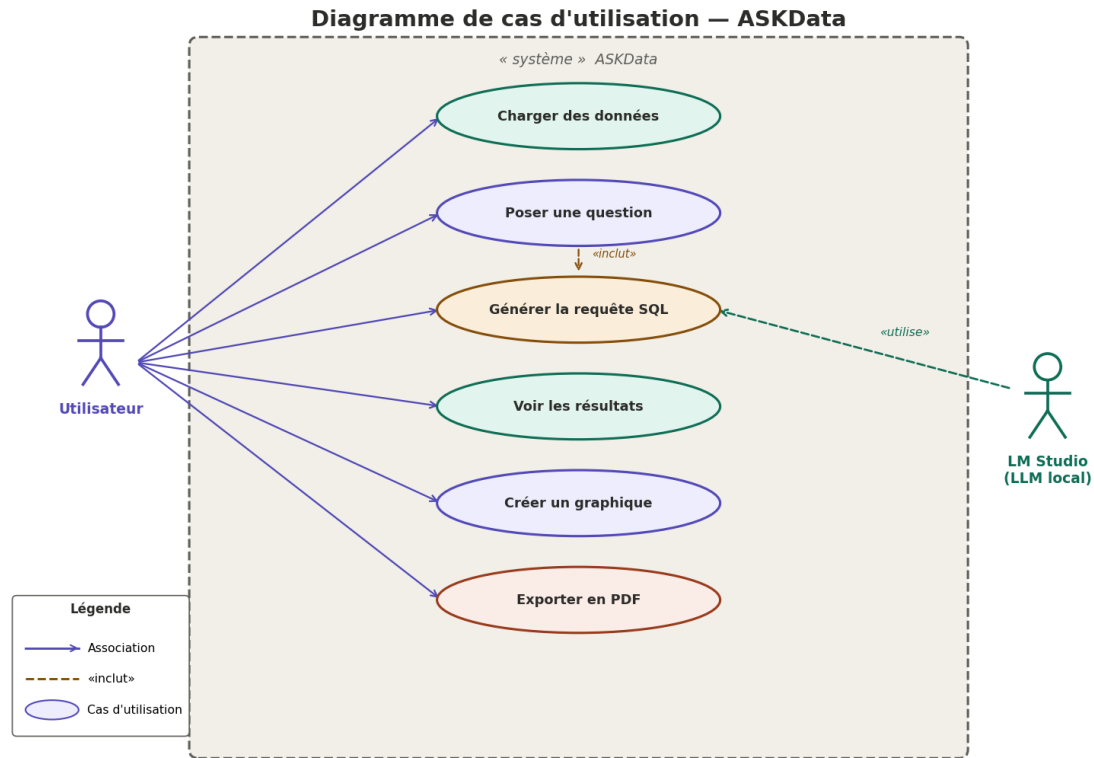 Diagramme de cas d'utilisation — ASKData
« système »  ASKData
Charger des données
Poser une question
«inclut»
Générer la requête SQL
«utilise»
Voir les résultats
Utilisateur
LM Studio
(LLM local)
Créer un graphique
Exporter en PDF
Légende
Association
«inclut»
Cas d'utilisation